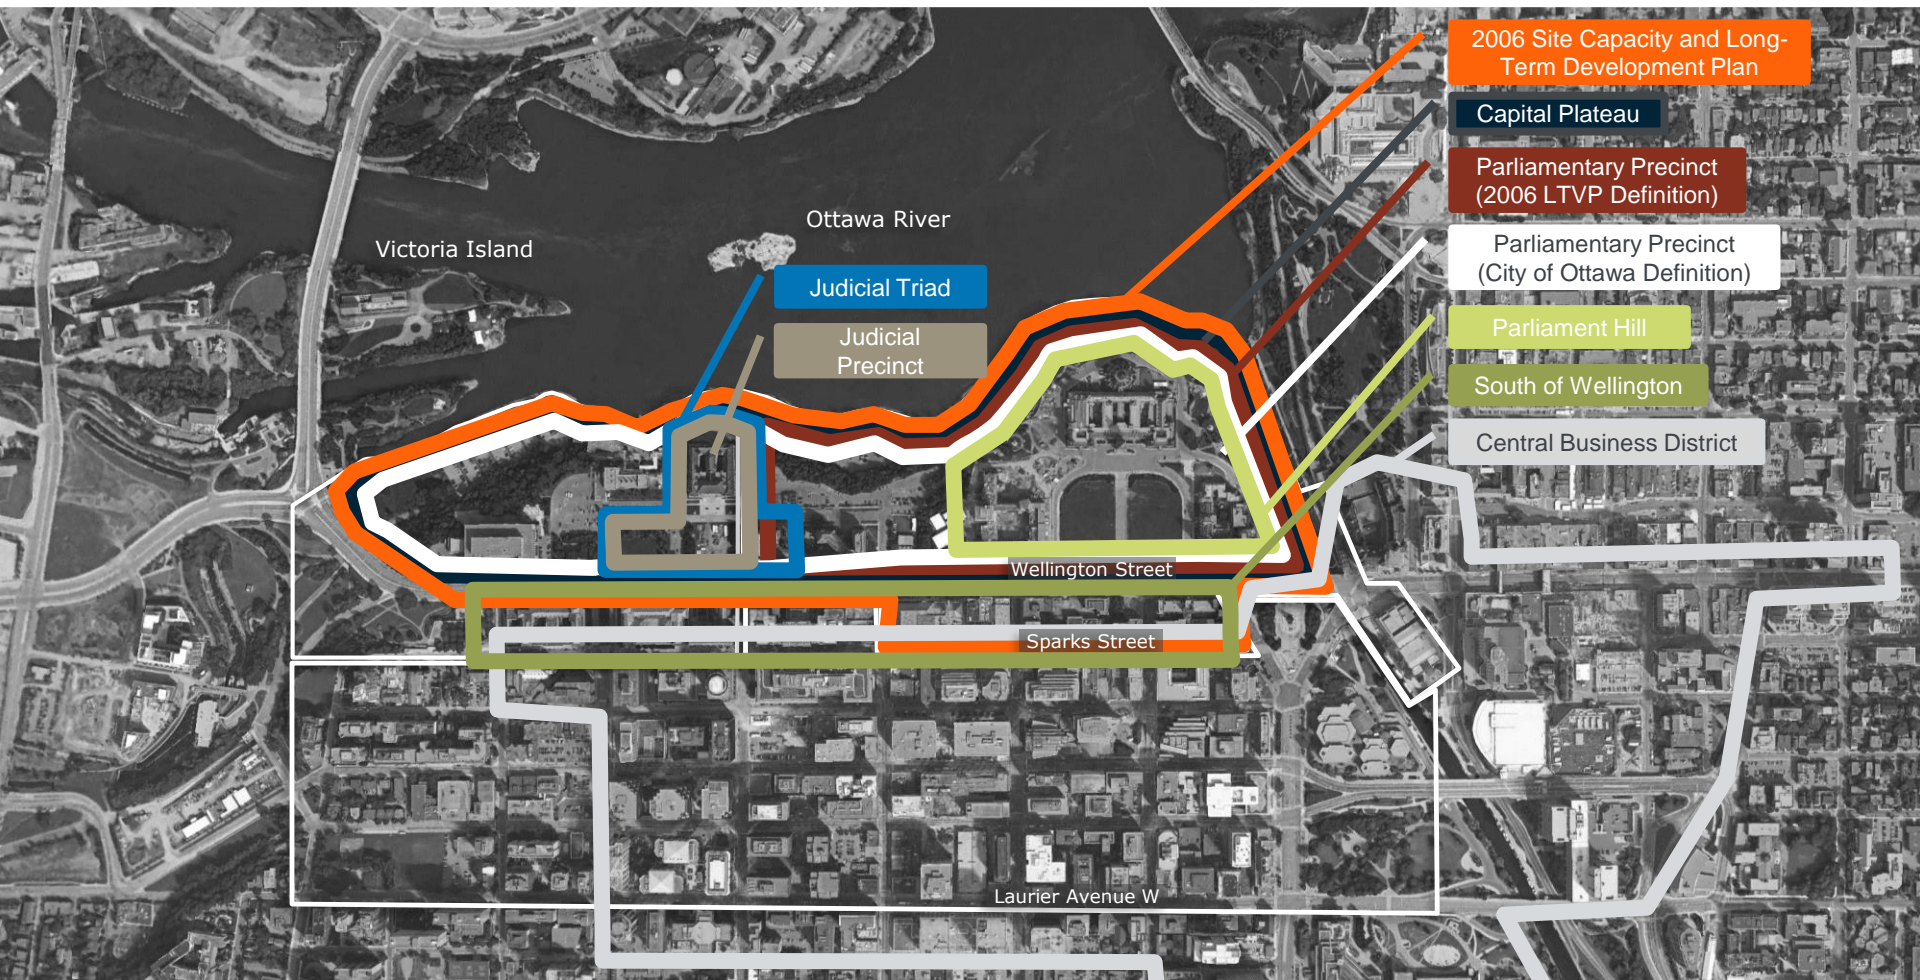 2006 Site Capacity and Long-
Term Development Plan
Capital Plateau
Parliamentary Precinct
(2006 LTVP Definition)
Parliamentary Precinct
(City of Ottawa Definition)
Parliament Hill
South of Wellington
Central Business District
Ottawa River
Victoria Island
Judicial Triad
Judicial
Precinct
Wellington Street
Sparks Street
Laurier Avenue W